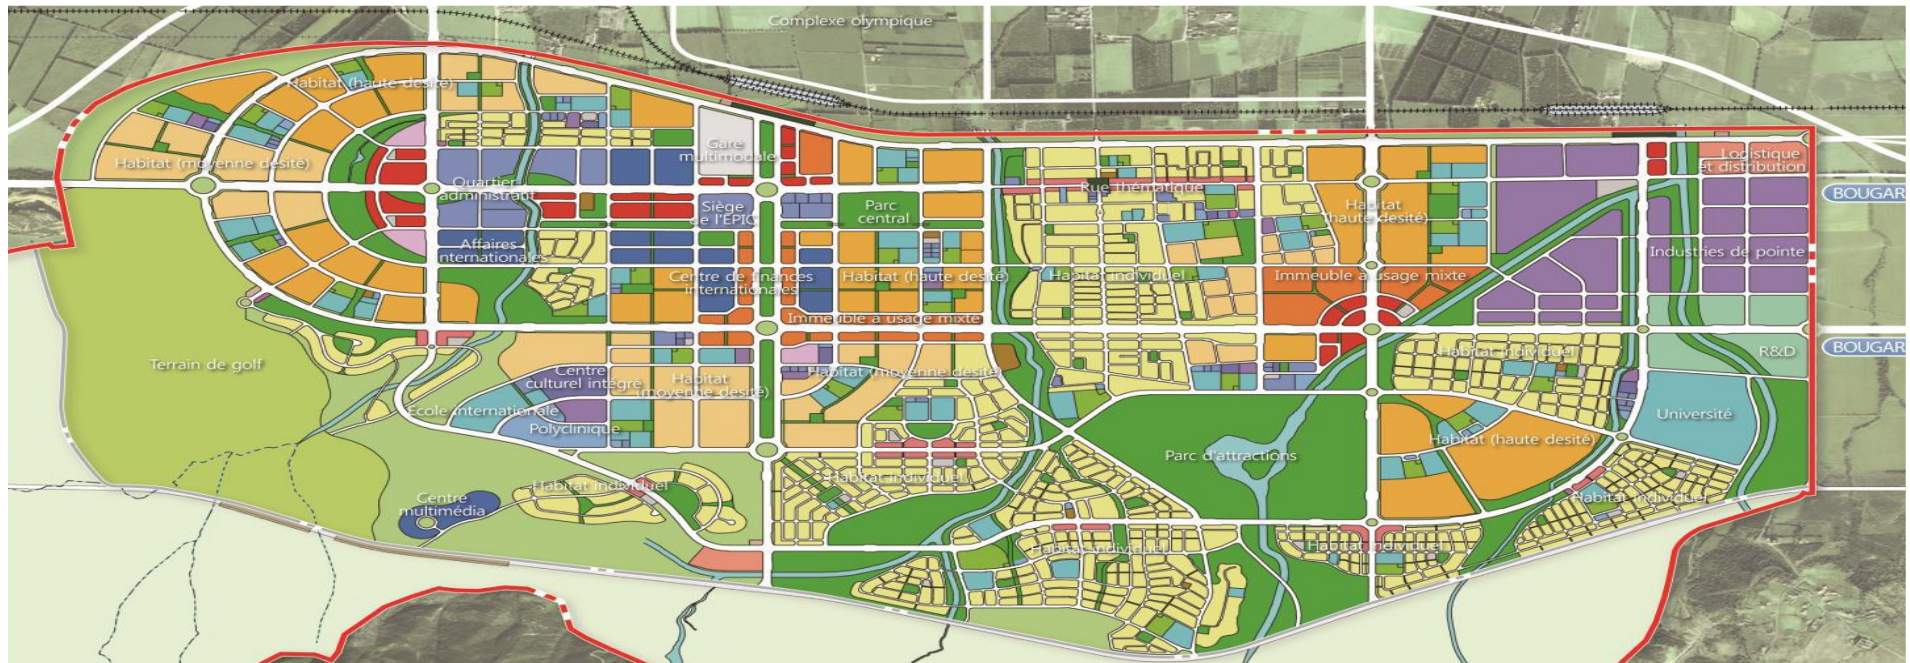 Complexe olympique
Habitat (haute desité)
Habitat (moyenne desité)
Gare
multimodale
Logistique
et distribution
Quartier
administratif
Rue thématique
BOUGAR
Siège
de l'ÉPIC
Parc
central
Habitat
(haute desité)
Affaires
internationales
Industries de pointe
Centre de finances
internationales
Habitat (haute desité)
Habitat individuel
Immeuble à usage mixte
Immeuble à usage mixte
BOUGAR
Terrain de golf
Habitat individuel
R&D
Centre
culturel intégré
Habitat
(moyenne desité)
Habitat (moyenne desité)
Ecole internationale
Université
Polyclinique
Habitat (haute desité)
Parc d'attractions
Habitat individuel
Habitat individuel
Centre
multimédia
Habitat individuel
Habitat individuel
Habitat individuel